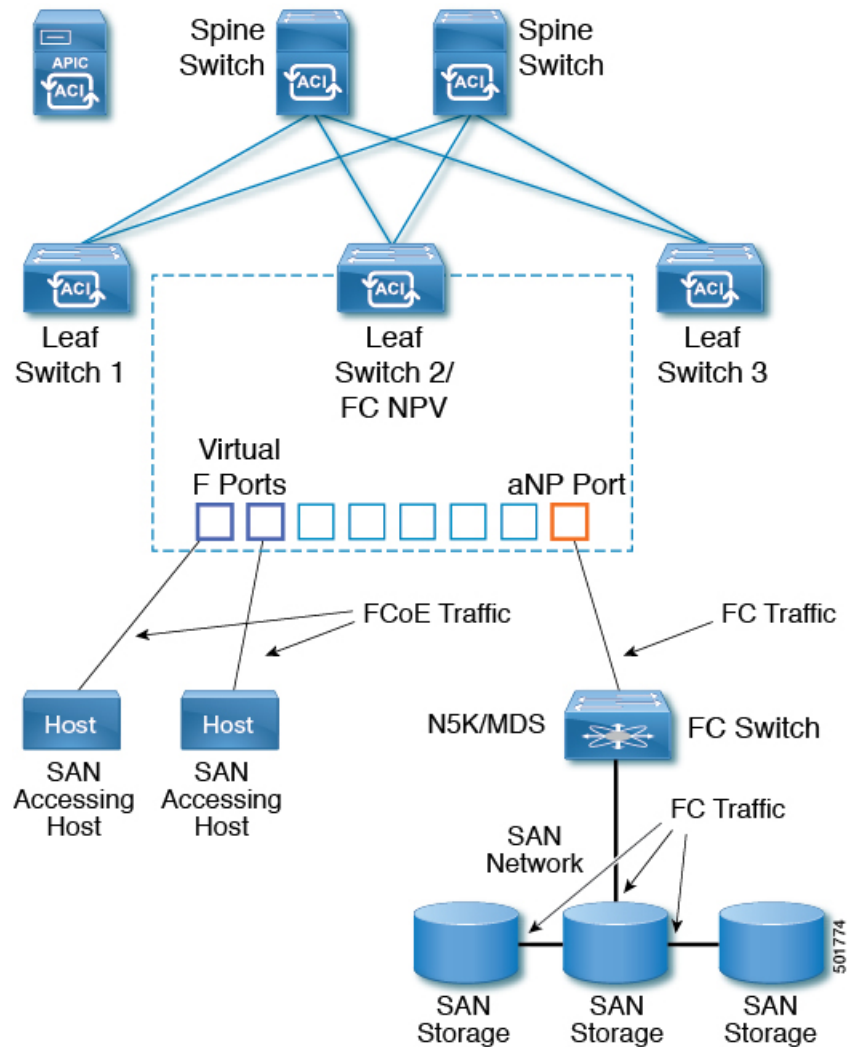 APIC
ACI
Spine
Switch
ACI
Spine
Switch
ACI
ACI
Leaf
Switch 1
ACI
Leaf
Switch 2/
FC NPV
ACI
Leaf
Switch 3
Virtual
F Ports
aNP Port
FCoE Traffic
FC Traffic
Host
SAN
Accessing
Host
Host
SAN
Accessing
Host
N5K/MDS
FC Switch
SAN
Network
FC Traffic
SAN
Storage
SAN
Storage
SAN
Storage
501774